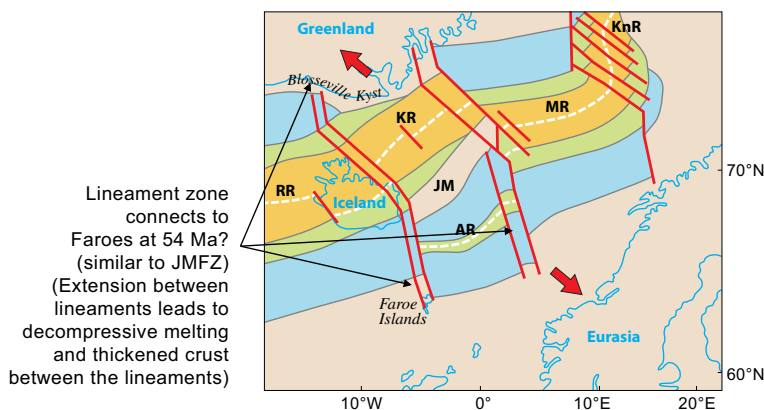 Greenland
KnR
Blosseville Kyst
KR
MR
70°N
JM
Lineament zone
connects to
Faroes at 54 Ma?
(similar to JMFZ)
(Extension between
lineaments leads to
decompressive melting
and thickened crust
between the lineaments)
RR
Iceland
AR
Faroe
Islands
Eurasia
60°N
10°W
0°
10°E
20°E